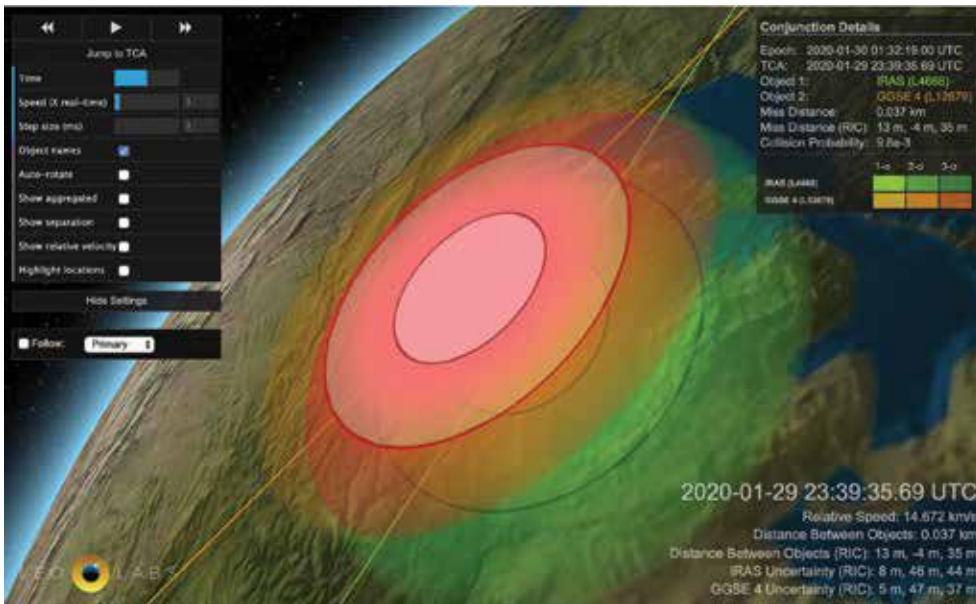 Jump to TCA
Time
Speed (X real-time)
Step size (ms)
Object names
Auto-rotate
Show aggregated
Show separation
Show relative velocity
Highlight locations
Hide Settings
Follow: Primary
Conjunction Details
Epoch: 2020-01-30 01:32:19.00 UTC
TCA: 2020-01-29 23:39:35.69 UTC
Object 1: IRAS (L4668)
Object 2: GGSE 4 (L12679)
Miss Distance: 0.037 km
Miss Distance (RIC): 13 m, -4 m, 35 m
Collision Probability: 9.8e-3
1-σ 2-σ 3-σ
IRAS (L4668)
GGSE 4 (L12679)
2020-01-29 23:39:35.69 UTC
Relative Speed: 14.672 km/s
Distance Between Objects: 0.037 km
Distance Between Objects (RIC): 13 m, -4 m, 35 m
IRAS Uncertainty (RIC): 8 m, 46 m, 44 m
GGSE 4 Uncertainty (RIC): 5 m, 47 m, 37 m
LEO LABS